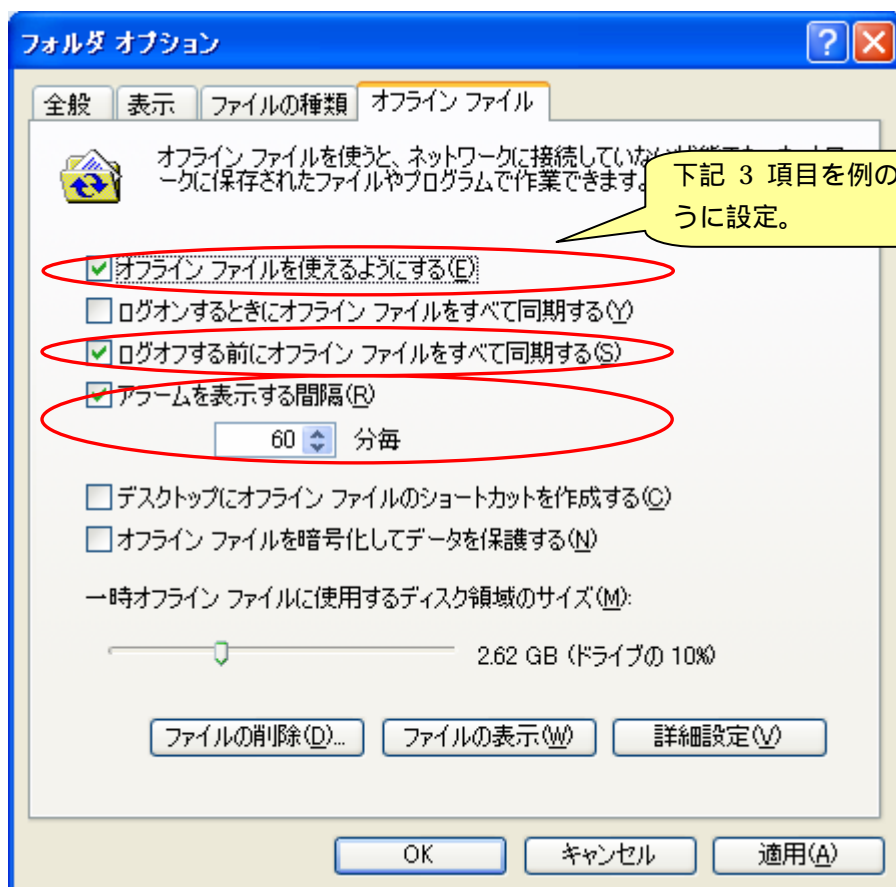 フォルダ オプション
全般 表示 ファイルの種類 オフライン ファイル
オフライン ファイルを使うと、ネットワークに接続していない
ークに保存されたファイルやプログラムで作業できます。
下記 3 項目を例の
うに設定。
オフライン ファイルを使えるようにする(E)
ログオンするときにオフライン ファイルをすべて同期する(Y)
ログオフする前にオフライン ファイルをすべて同期する(S)
アラームを表示する間隔(R)
60 分毎
デスクトップにオフライン ファイルのショートカットを作成する(C)
オフライン ファイルを暗号化してデータを保護する(N)
一時オフライン ファイルに使用するディスク領域のサイズ(M):
2.62 GB (ドライブの 10%)
ファイルの削除(D)... ファイルの表示(W) 詳細設定(V)
OK キャンセル 適用(A)